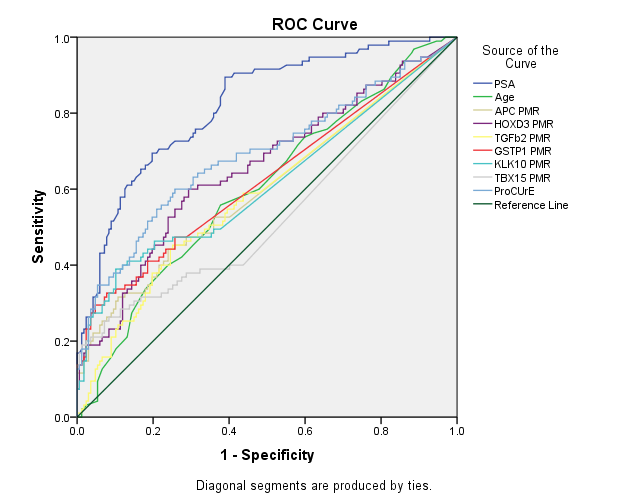 ROC Curve
Source of the
Curve
PSA
Age
APC PMR
HOXD3 PMR
TGFb2 PMR
GSTP1 PMR
KLK10 PMR
TBX15 PMR
ProCUrE
Reference Line
Sensitivity
1.0
0.8
0.6
0.4
0.2
0.0
0.0 0.2 0.4 0.6 0.8 1.0
1 - Specificity
Diagonal segments are produced by ties.